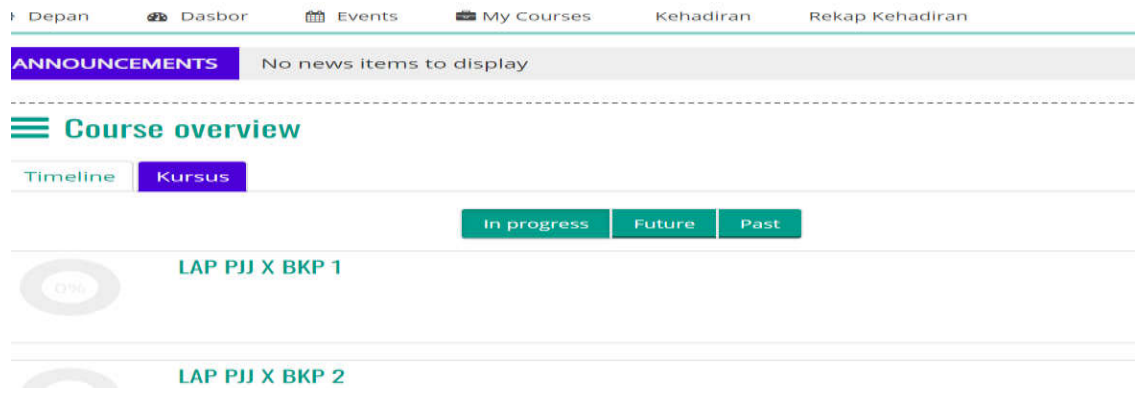 Depan Dasbor Events My Courses Kehadiran Rekap Kehadiran
ANNOUNCEMENTS No news items to display
Course overview
Timeline Kursus
In progress Future Past
LAP PJJ X BKP 1
0%
LAP PJJ X BKP 2